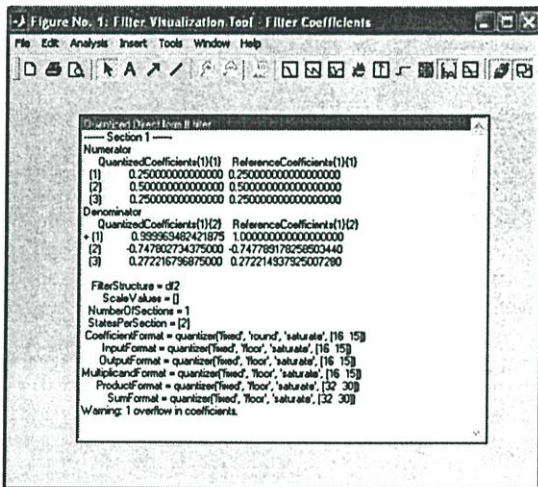 Figure No. 1: Filter Visualization Tool - Filter Coefficients
File Edit Analysis Insert Tools Window Help
Quantized Direct form II filter
----- Section 1 -----
Numerator
QuantizedCoefficients{1}{1} ReferenceCoefficients{1}{1}
(1) 0.250000000000000 0.250000000000000000
(2) 0.500000000000000 0.500000000000000000
(3) 0.250000000000000 0.250000000000000000
Denominator
QuantizedCoefficients{1}{2} ReferenceCoefficients{1}{2}
+ (1) 0.999969482421875 1.000000000000000000
(2) -0.747802734375000 -0.747789178258503440
(3) 0.272216796875000 0.272214937925007280
FilterStructure = df2
ScaleValues = []
NumberOfSections = 1
StatesPerSection = [2]
CoefficientFormat = quantizer('fixed', 'round', 'saturate', [16 15])
InputFormat = quantizer('fixed', 'floor', 'saturate', [16 15])
OutputFormat = quantizer('fixed', 'floor', 'saturate', [16 15])
MultiplicandFormat = quantizer('fixed', 'floor', 'saturate', [16 15])
ProductFormat = quantizer('fixed', 'floor', 'saturate', [32 30])
SumFormat = quantizer('fixed', 'floor', 'saturate', [32 30])
Warning: 1 overflow in coefficients.